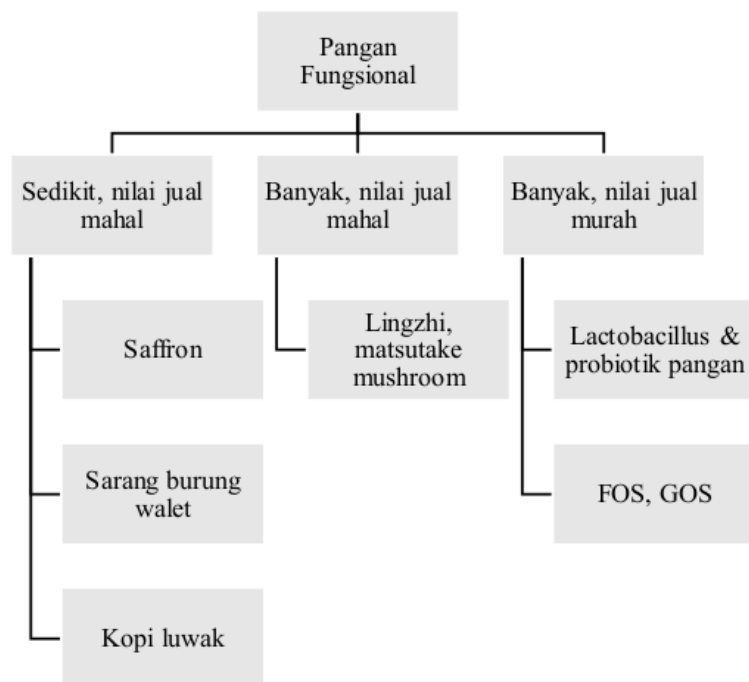 Pangan
Fungsional
Sedikit, nilai jual
mahal
Banyak, nilai jual
mahal
Banyak, nilai jual
murah
Saffron
Sarang burung
walet
Kopi luwak
Lingzhi,
matsutake
mushroom
Lactobacillus &
probiotik pangan
FOS, GOS